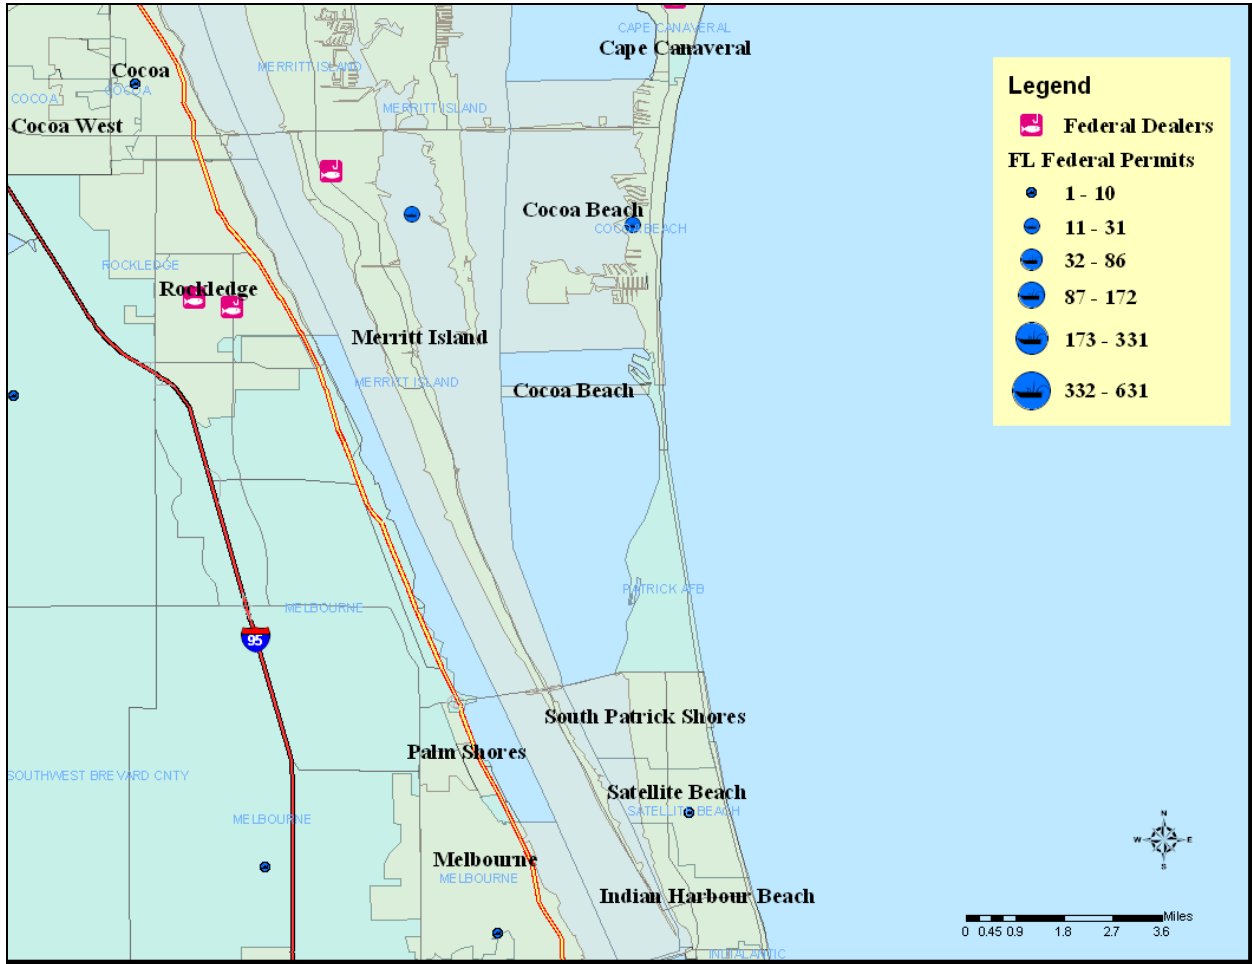 CAPE CANAVERAL
Cape Canaveral
MERRITT ISLAND
Cocoa
COCOA
COCOA
MERRITT ISLAND
Cocoa West
Cocoa Beach
COCOA BEACH
ROCKLEDGE
Rockledge
Merritt Island
MERRITT ISLAND
Cocoa Beach
PATRICK AFB
MELBOURNE
95
South Patrick Shores
Palm Shores
SOUTHWEST BREVARD CNTY
Satellite Beach
SATELLITE BEACH
MELBOURNE
Melbourne
MELBOURNE
Indian Harbour Beach
Legend
Federal Dealers
FL Federal Permits
1 - 10
11 - 31
32 - 86
87 - 172
173 - 331
332 - 631
N
W E
S
Miles
0 0.45 0.9 1.8 2.7 3.6